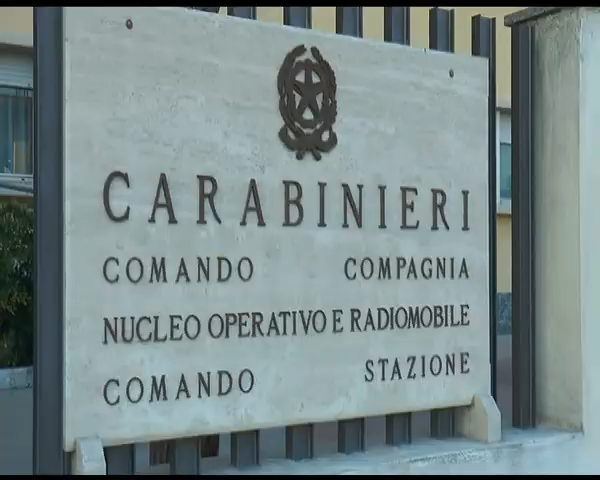 CARABINIERI
COMANDO COMPAGNIA
NUCLEO OPERATIVO E RADIOMOBILE
COMANDO STAZIONE